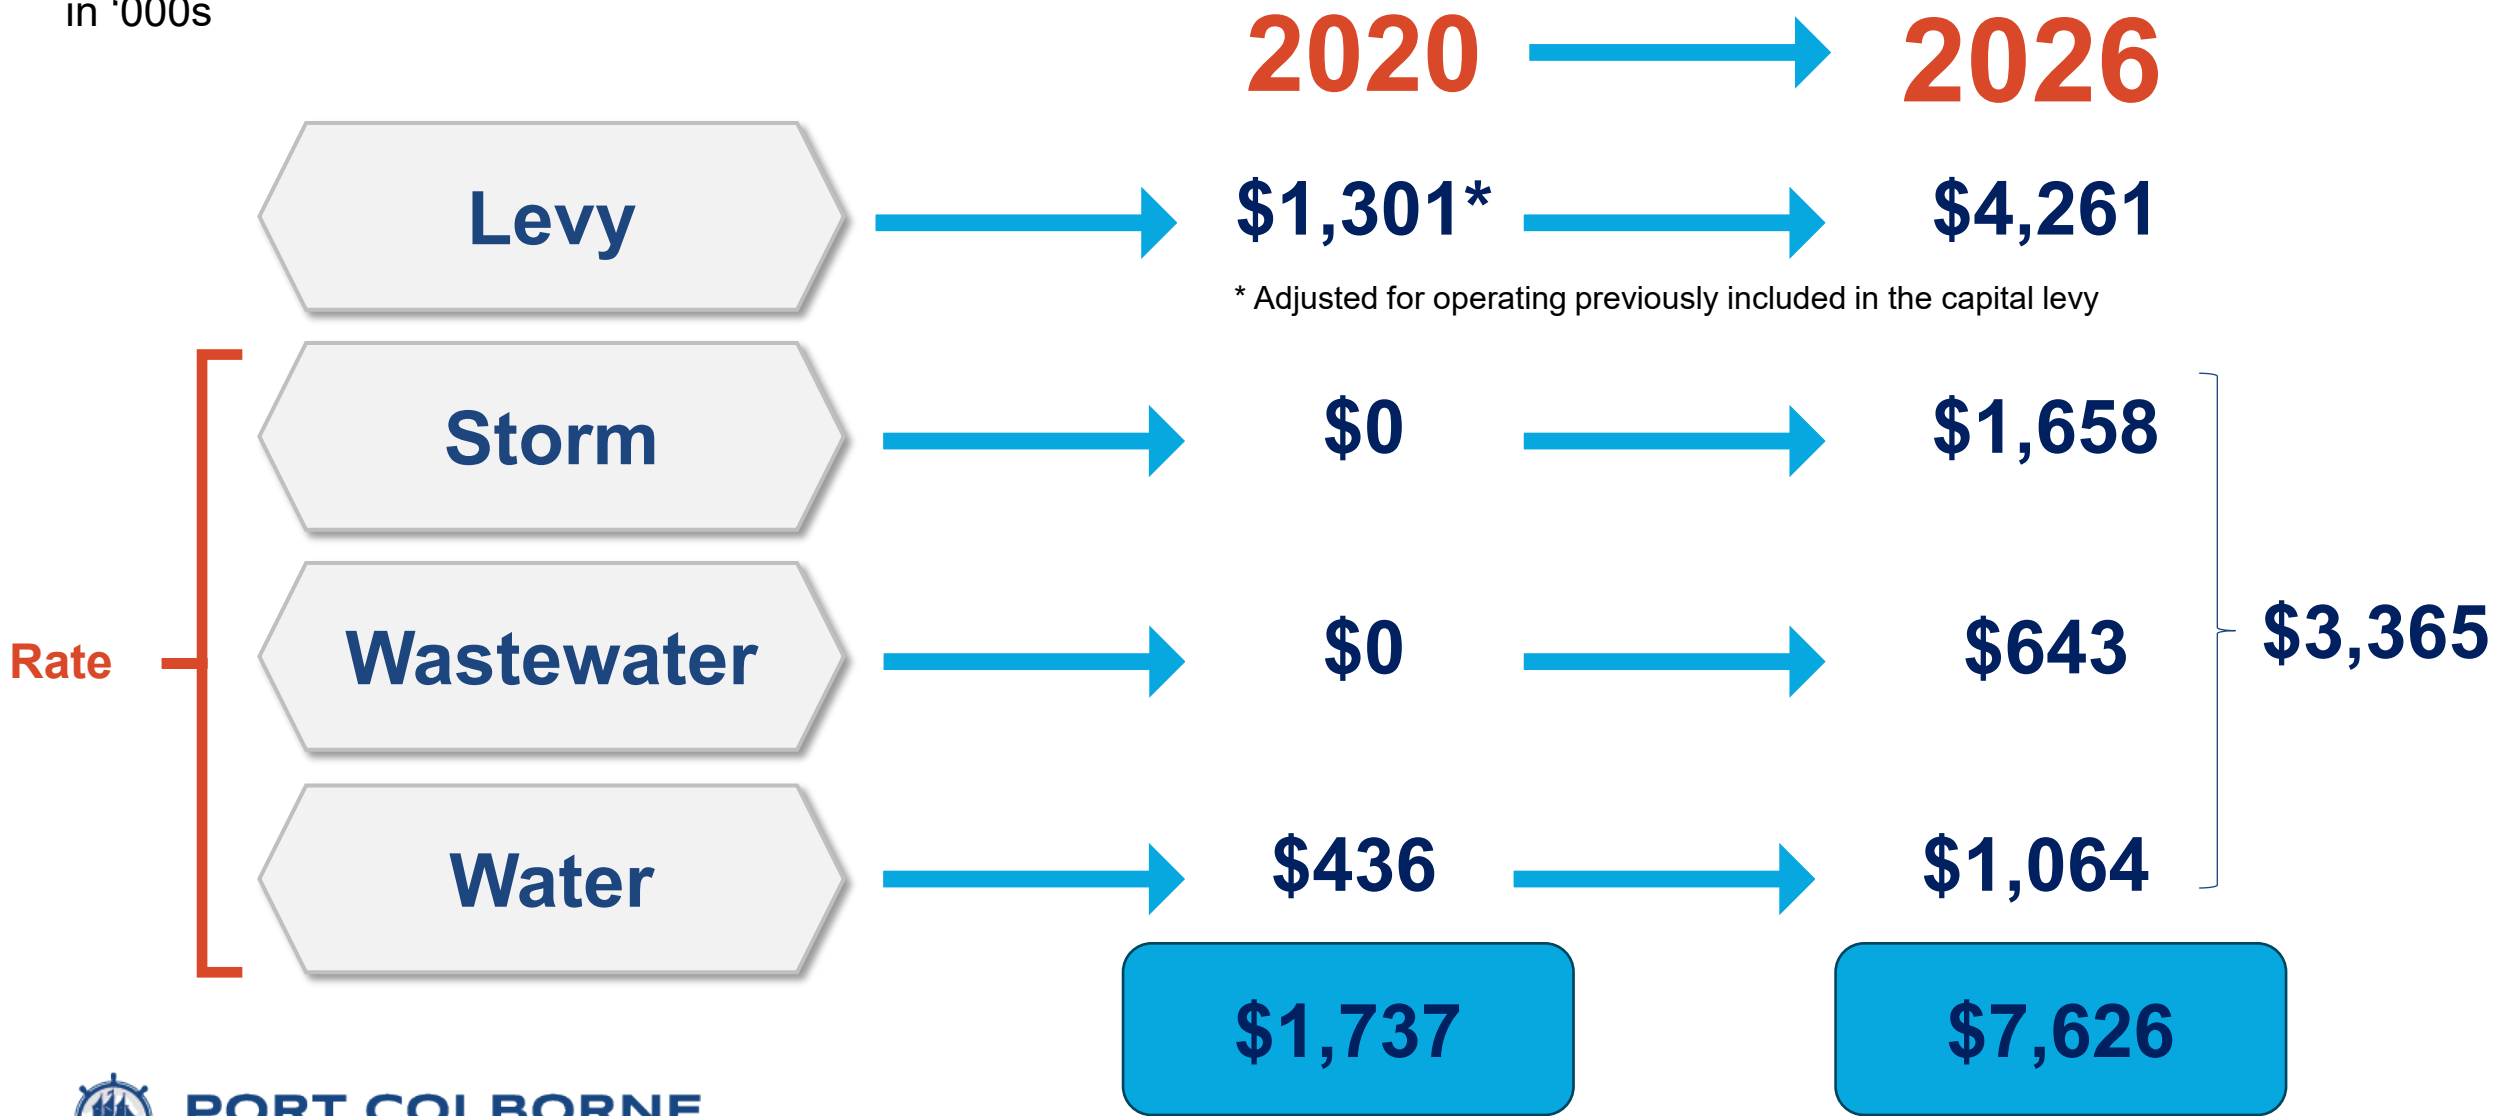 in '000s
2020 2026
Levy $1,301* $4,261
* Adjusted for operating previously included in the capital levy
Storm $0 $1,658
Rate Wastewater $0 $643 $3,365
Water $436 $1,064
$1,737 $7,626
PORT COLBORNE